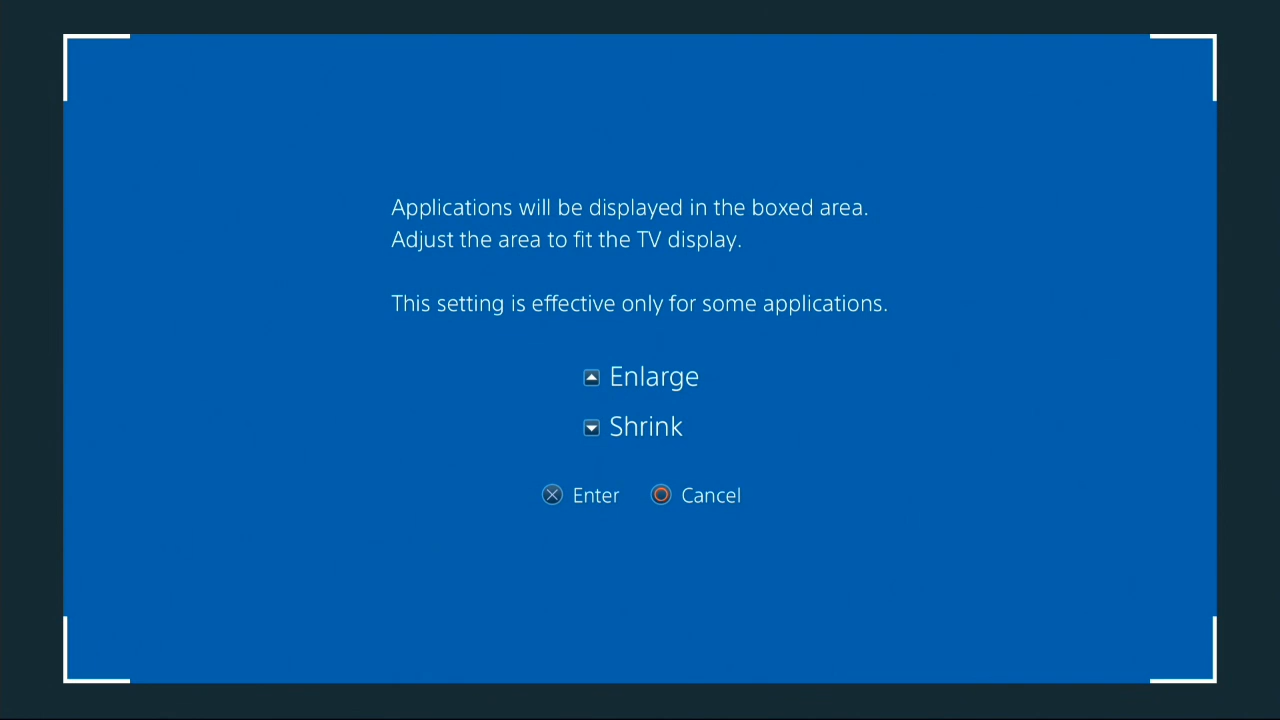 Applications will be displayed in the boxed area.
Adjust the area to fit the TV display.
This setting is effective only for some applications.
Enlarge
Shrink
Enter Cancel